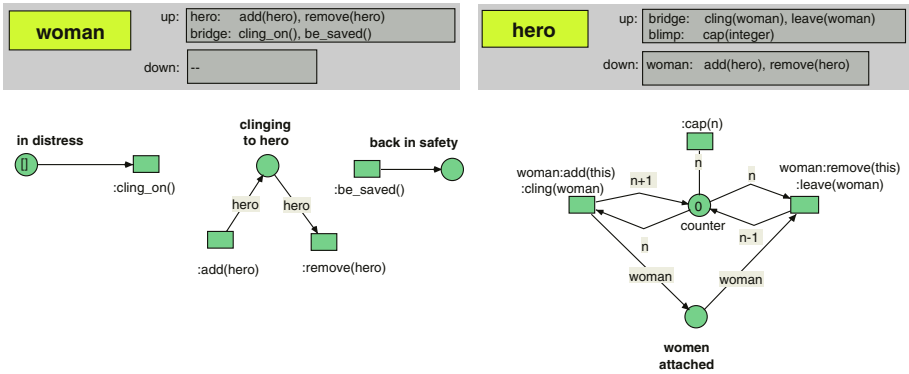 woman
up: hero: add(hero), remove(hero)
bridge: cling_on(), be_saved()
down: --
in distress
[]
:cling_on()
clinging
to hero
hero hero
:add(hero)
:remove(hero)
back in safety
:be_saved()
hero
up: bridge: cling(woman), leave(woman)
blimp: cap(integer)
down: woman: add(hero), remove(hero)
:cap(n)
n
woman:add(this)
:cling(woman)
n+1
n
woman:remove(this)
:leave(woman)
0
counter
n
n-1
woman
woman
women
attached